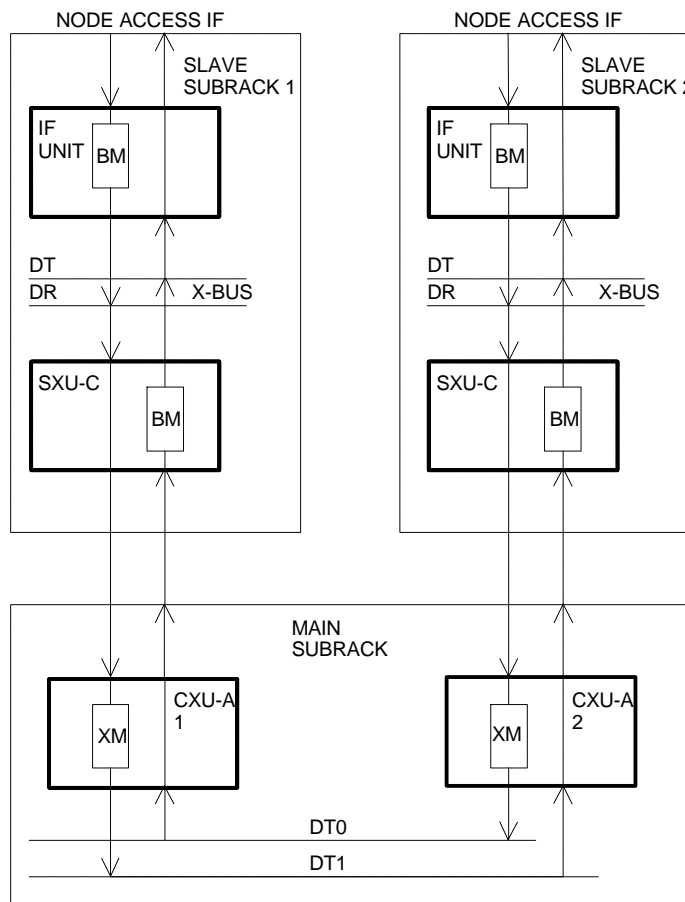 NODE ACCESS IF
NODE ACCESS IF
SLAVE
SUBRACK 1
SLAVE
SUBRACK 2
IF
UNIT
BM
IF
UNIT
BM
DT
DR
X-BUS
DT
DR
X-BUS
SXU-C
BM
SXU-C
BM
MAIN
SUBRACK
CXU-A
1
XM
CXU-A
2
XM
DT0
DT1